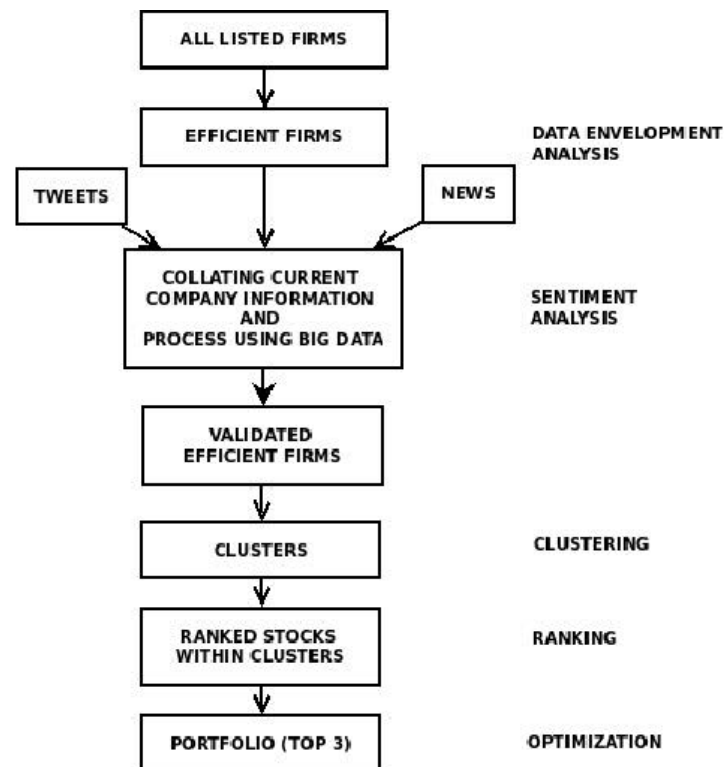 ALL LISTED FIRMS
EFFICIENT FIRMS
DATA ENVELOPMENT
ANALYSIS
TWEETS
NEWS
COLLATING CURRENT
COMPANY INFORMATION
AND
PROCESS USING BIG DATA
SENTIMENT
ANALYSIS
VALIDATED
EFFICIENT FIRMS
CLUSTERS
CLUSTERING
RANKED STOCKS
WITHIN CLUSTERS
RANKING
PORTFOLIO (TOP 3)
OPTIMIZATION